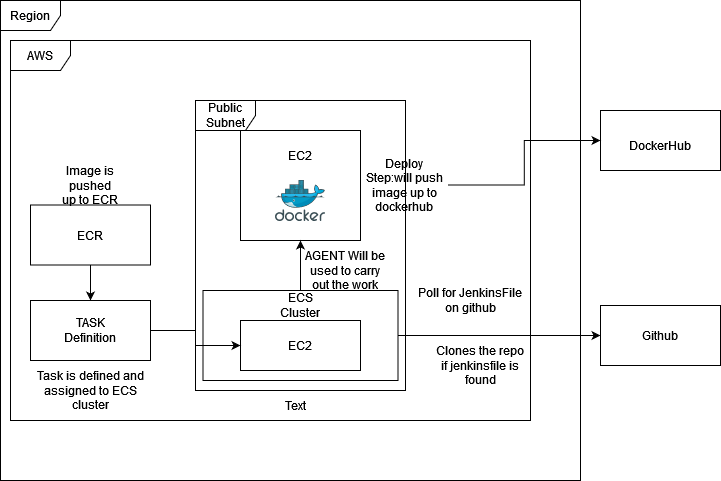 Region
AWS
Public
Subnet
EC2
docker
Deploy
Step:will push
image up to
dockerhub
DockerHub
Image is
pushed
up to ECR
ECR
AGENT Will be
used to carry
out the work
ECS
Cluster
EC2
TASK
Definition
Task is defined and
assigned to ECS
cluster
Poll for JenkinsFile
on github
Clones the repo
if jenkinsfile is
found
Github
Text